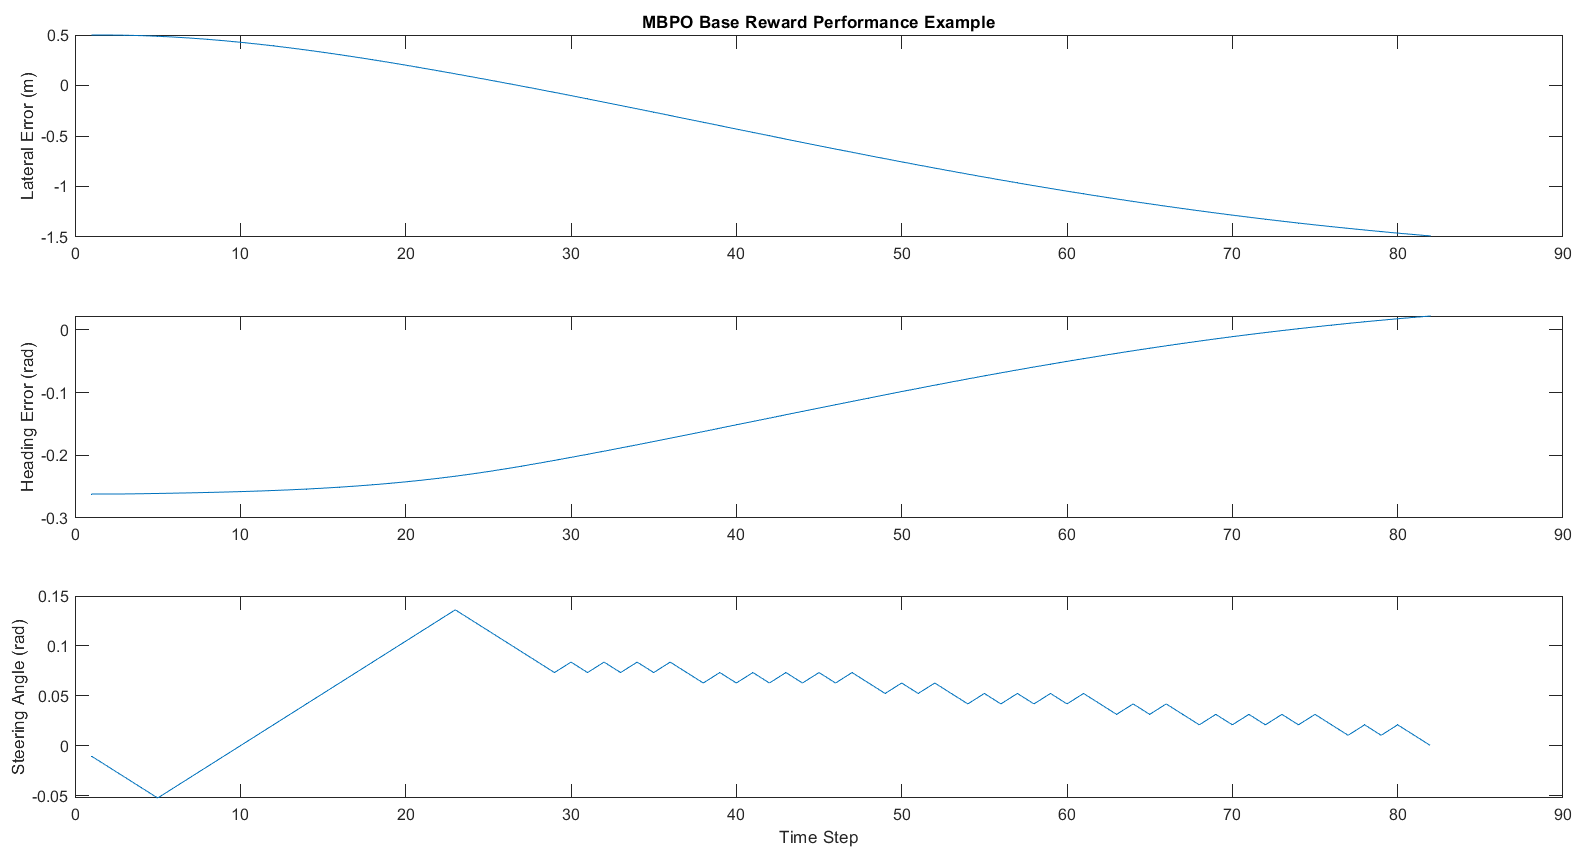 MBPO Base Reward Performance Example
Lateral Error (m)
0.5
0
-0.5
-1
-1.5
0 10 20 30 40 50 60 70 80 90
Heading Error (rad)
0
-0.1
-0.2
-0.3
0 10 20 30 40 50 60 70 80 90
Steering Angle (rad)
0.15
0.1
0.05
0
-0.05
0 10 20 30 40 50 60 70 80 90
Time Step